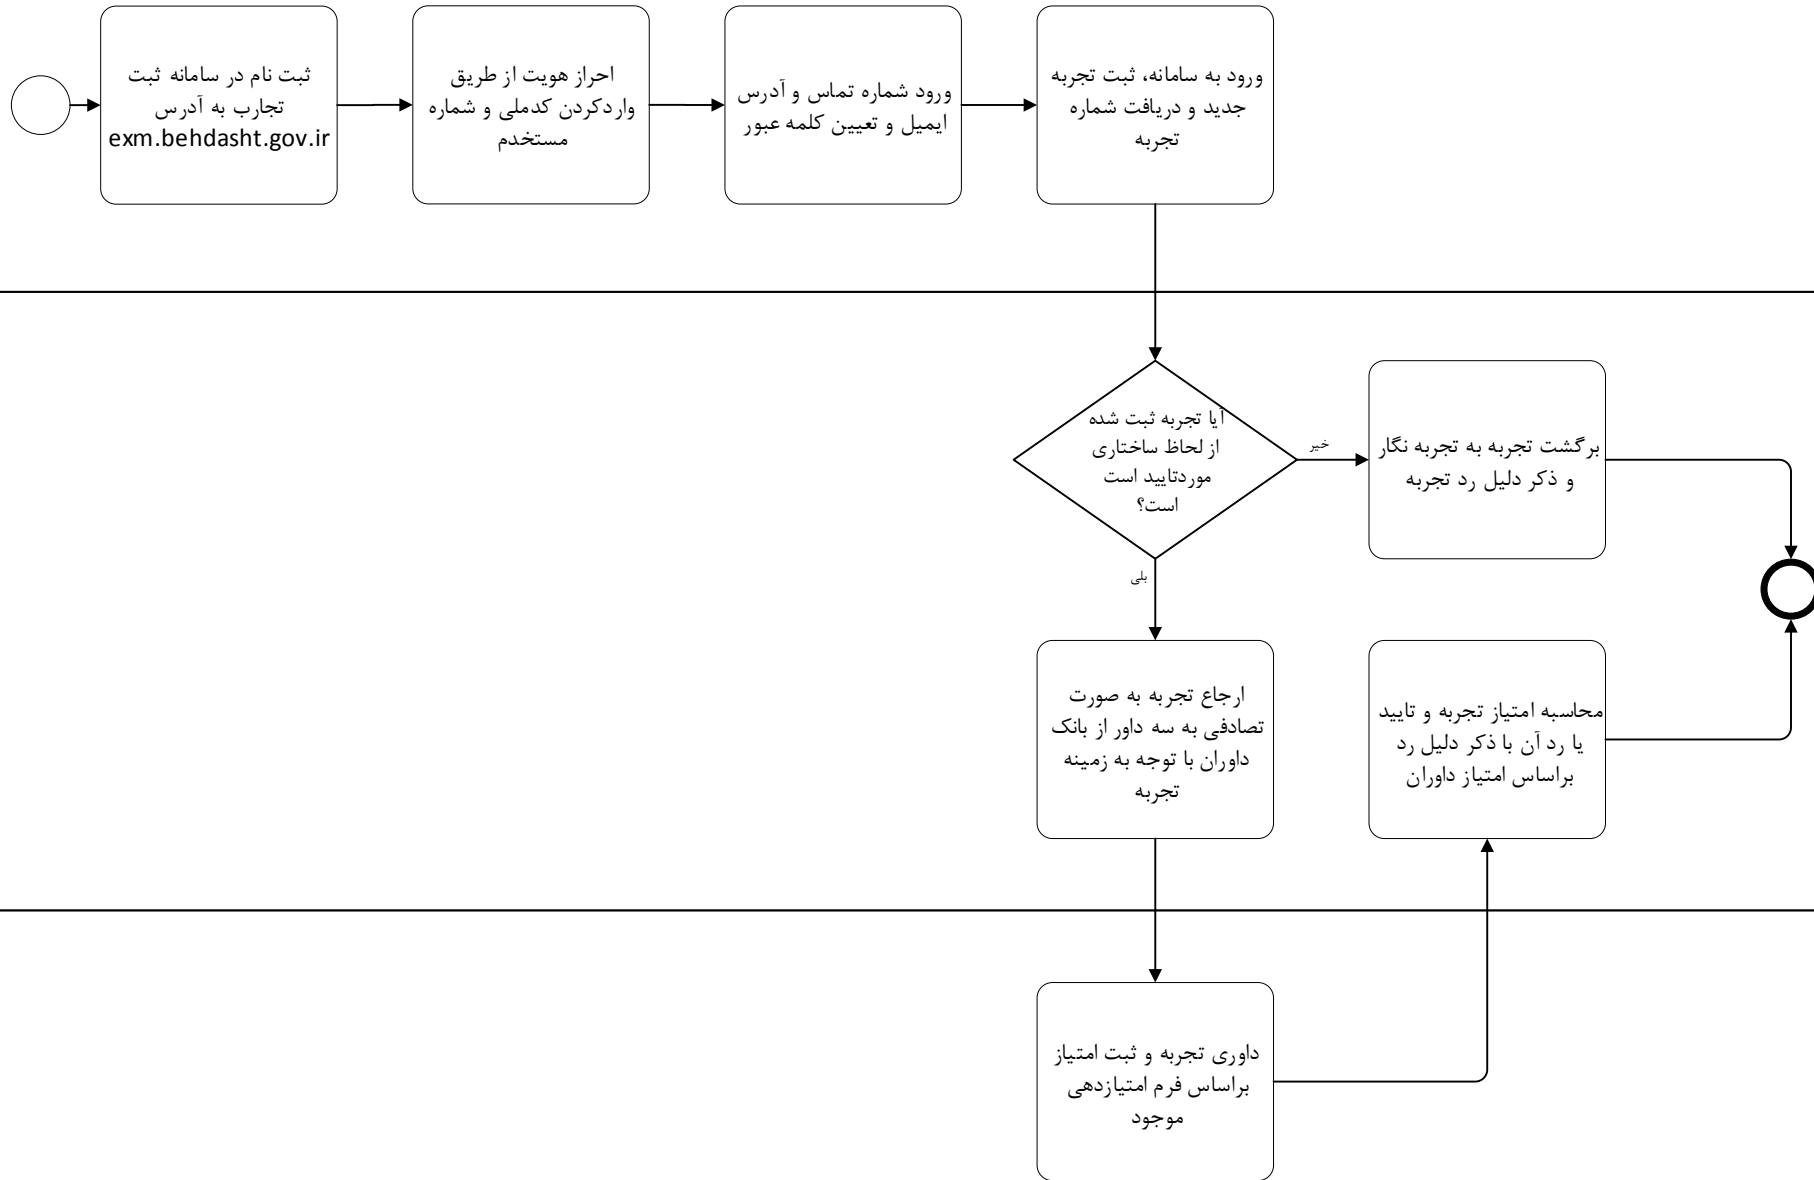 ثبت نام در سامانه ثبت
تجارب به آدرس
exm.behdasht.gov.ir
احراز هویت از طریق
واردکردن کدملی و شماره
مستخدم
ورود شماره تماس و آدرس
ایمیل و تعیین کلمه عبور
ورود به سامانه، ثبت تجربه
جدید و دریافت شماره
تجربه
آیا تجربه ثبت شده
از لحاظ ساختاری
موردتایید است
است؟
خیر
برگشت تجربه به تجربه نگار
و ذکر دلیل رد تجربه
بلی
ارجاع تجربه به صورت
تصادفی به سه داور از بانک
داوران با توجه به زمینه
تجربه
محاسبه امتیاز تجربه و تایید
یا رد آن با ذکر دلیل رد
براساس امتیاز داوران
داوری تجربه و ثبت امتیاز
براساس فرم امتیازدهی
موجود